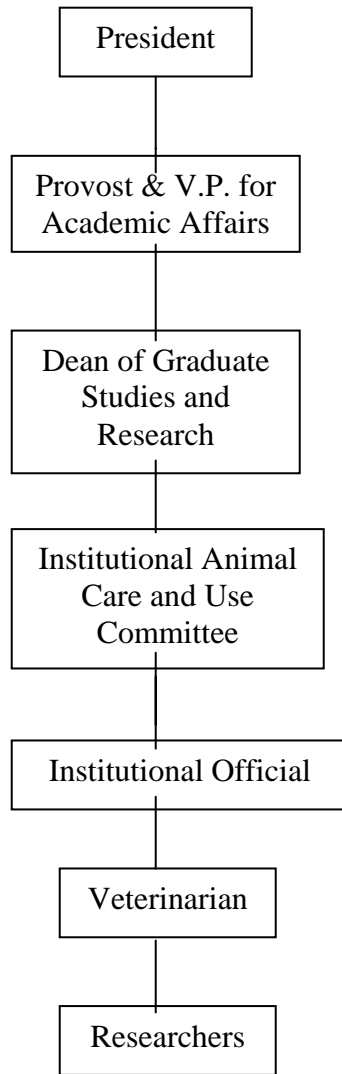 President
Provost & V.P. for
Academic Affairs
Dean of Graduate
Studies and
Research
Institutional Animal
Care and Use
Committee
Institutional Official
Veterinarian
Researchers